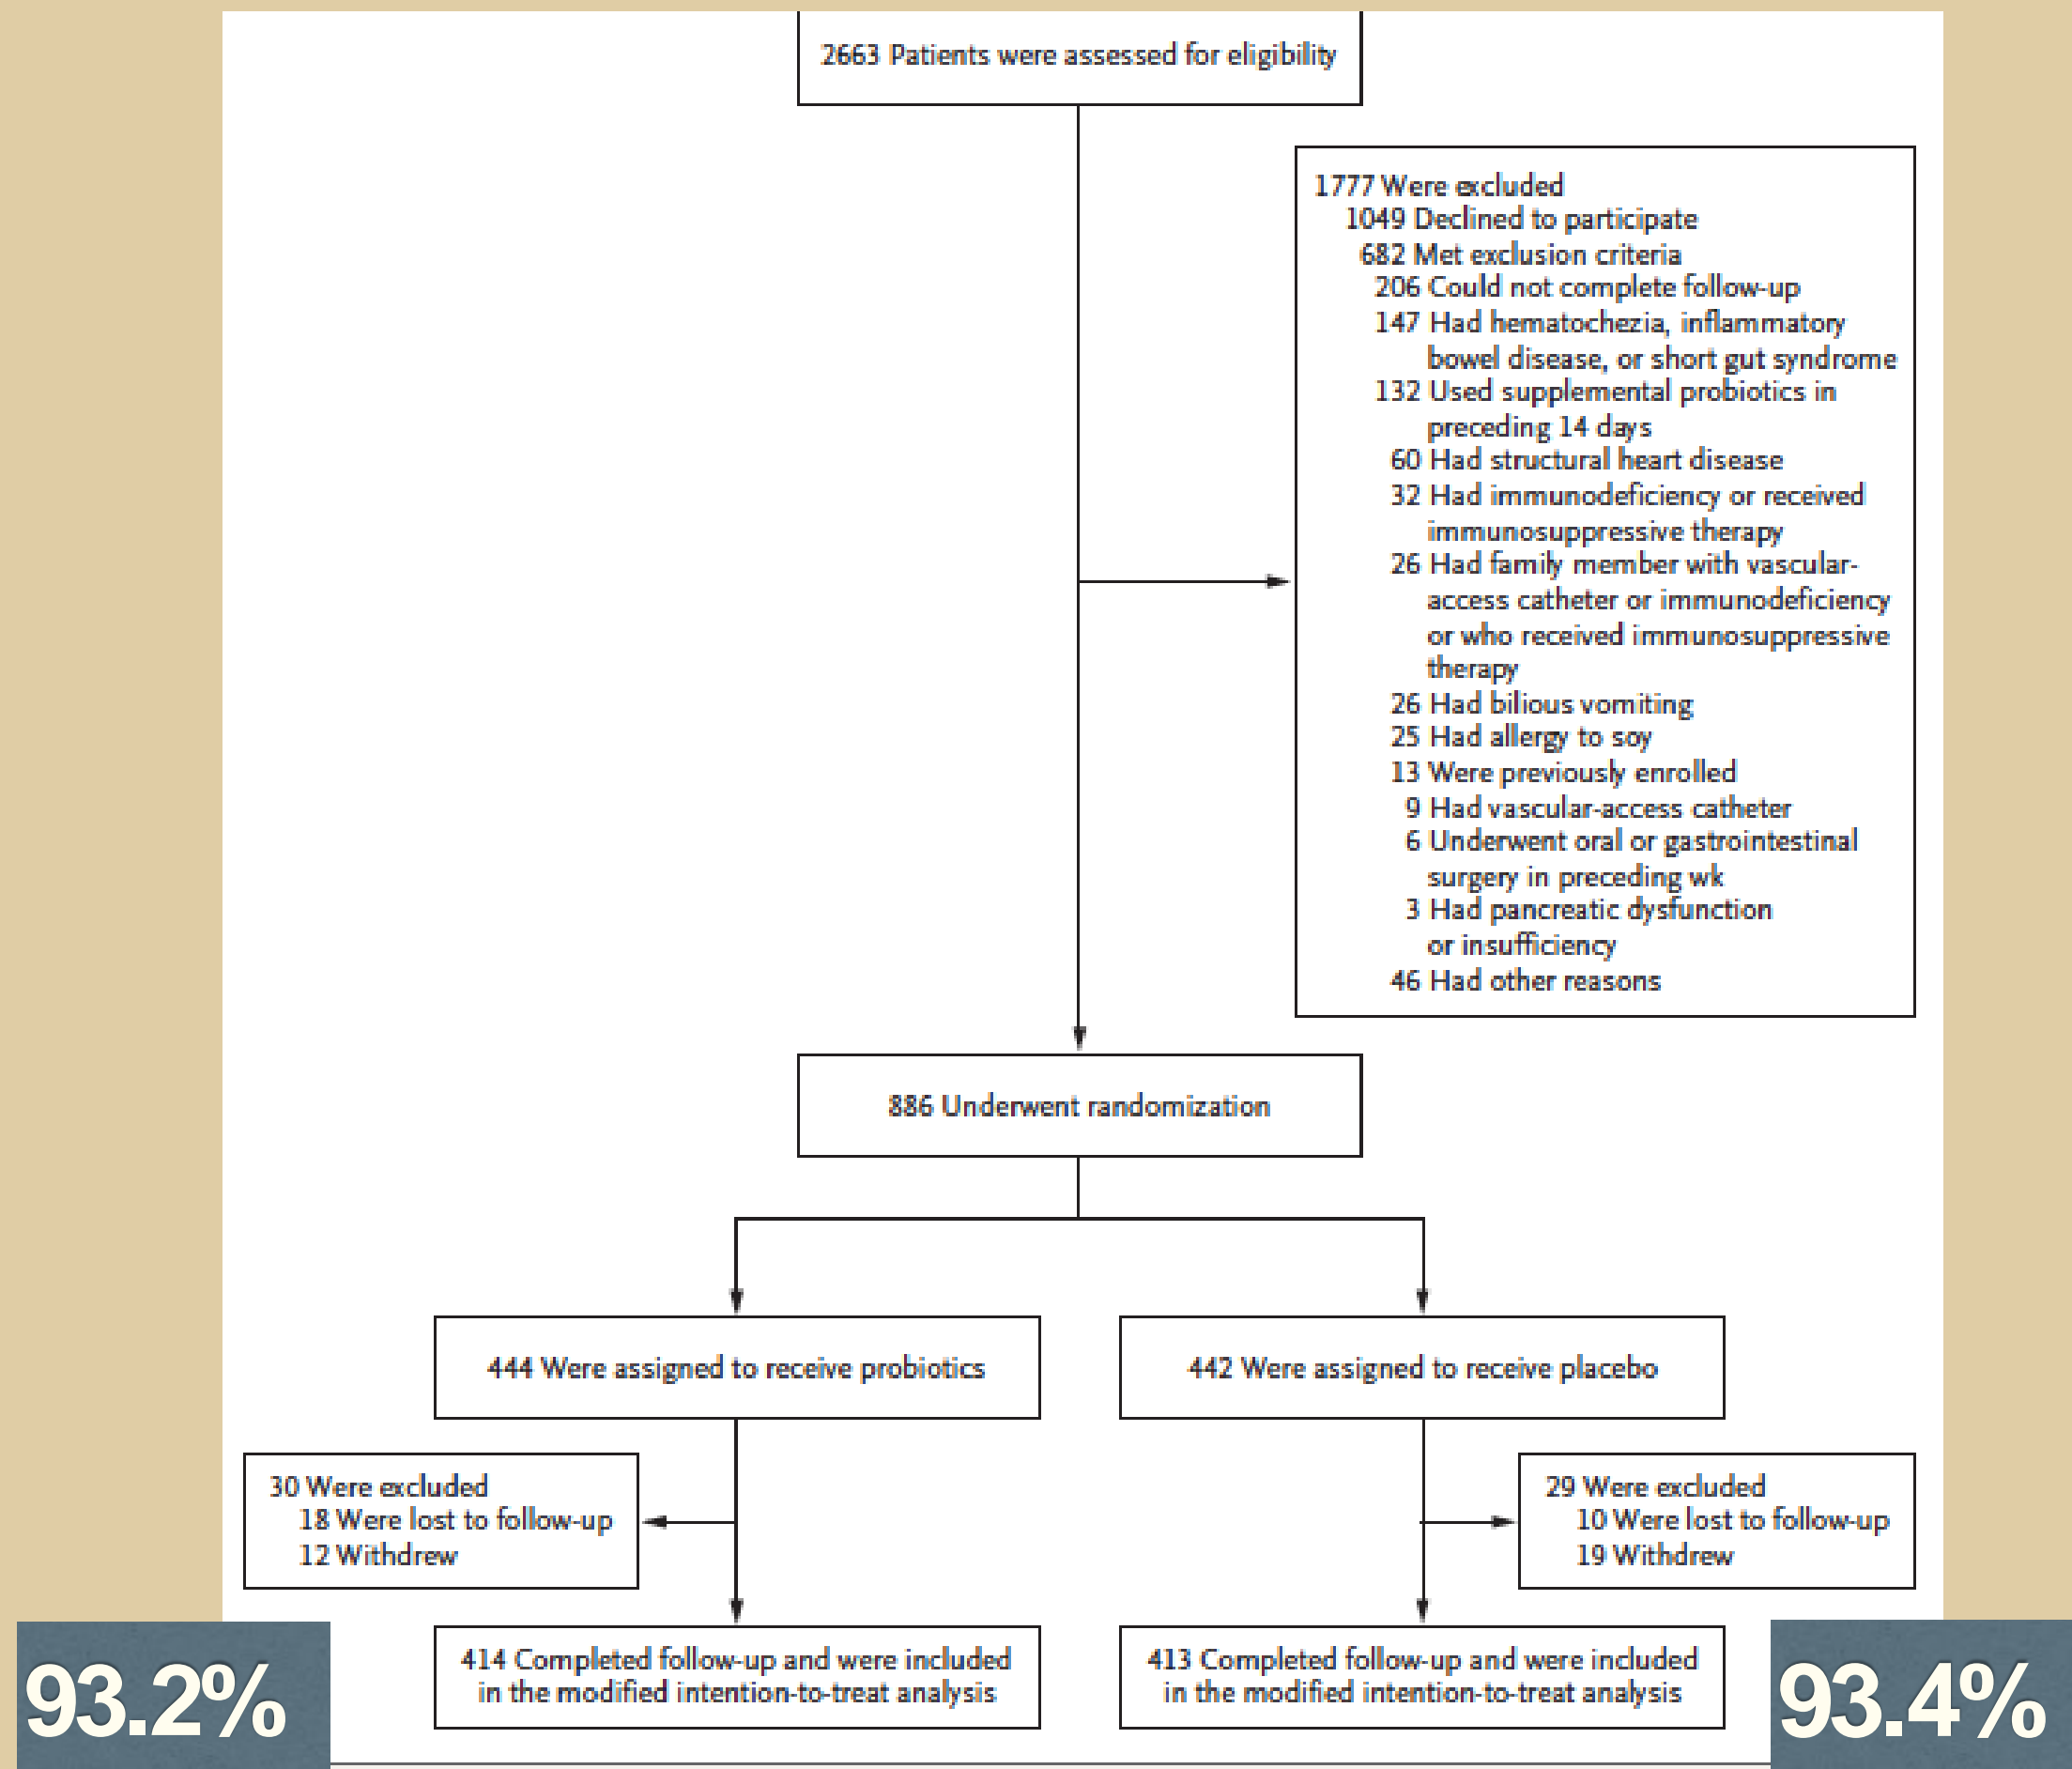 2663 Patients were assessed for eligibility
1777 Were excluded
1049 Declined to participate
682 Met exclusion criteria
206 Could not complete follow-up
147 Had hematochezia, inflammatory
bowel disease, or short gut syndrome
132 Used supplemental probiotics in
preceding 14 days
60 Had structural heart disease
32 Had immunodeficiency or received
immunosuppressive therapy
26 Had family member with vascular-
access catheter or immunodeficiency
or who received immunosuppressive
therapy
26 Had bilious vomiting
25 Had allergy to soy
13 Were previously enrolled
9 Had vascular-access catheter
6 Underwent oral or gastrointestinal
surgery in preceding wk
3 Had pancreatic dysfunction
or insufficiency
46 Had other reasons
886 Underwent randomization
444 Were assigned to receive probiotics
442 Were assigned to receive placebo
30 Were excluded
18 Were lost to follow-up
12 Withdrew
29 Were excluded
10 Were lost to follow-up
19 Withdrew
414 Completed follow-up and were included
in the modified intention-to-treat analysis
413 Completed follow-up and were included
in the modified intention-to-treat analysis
93.2%
93.4%